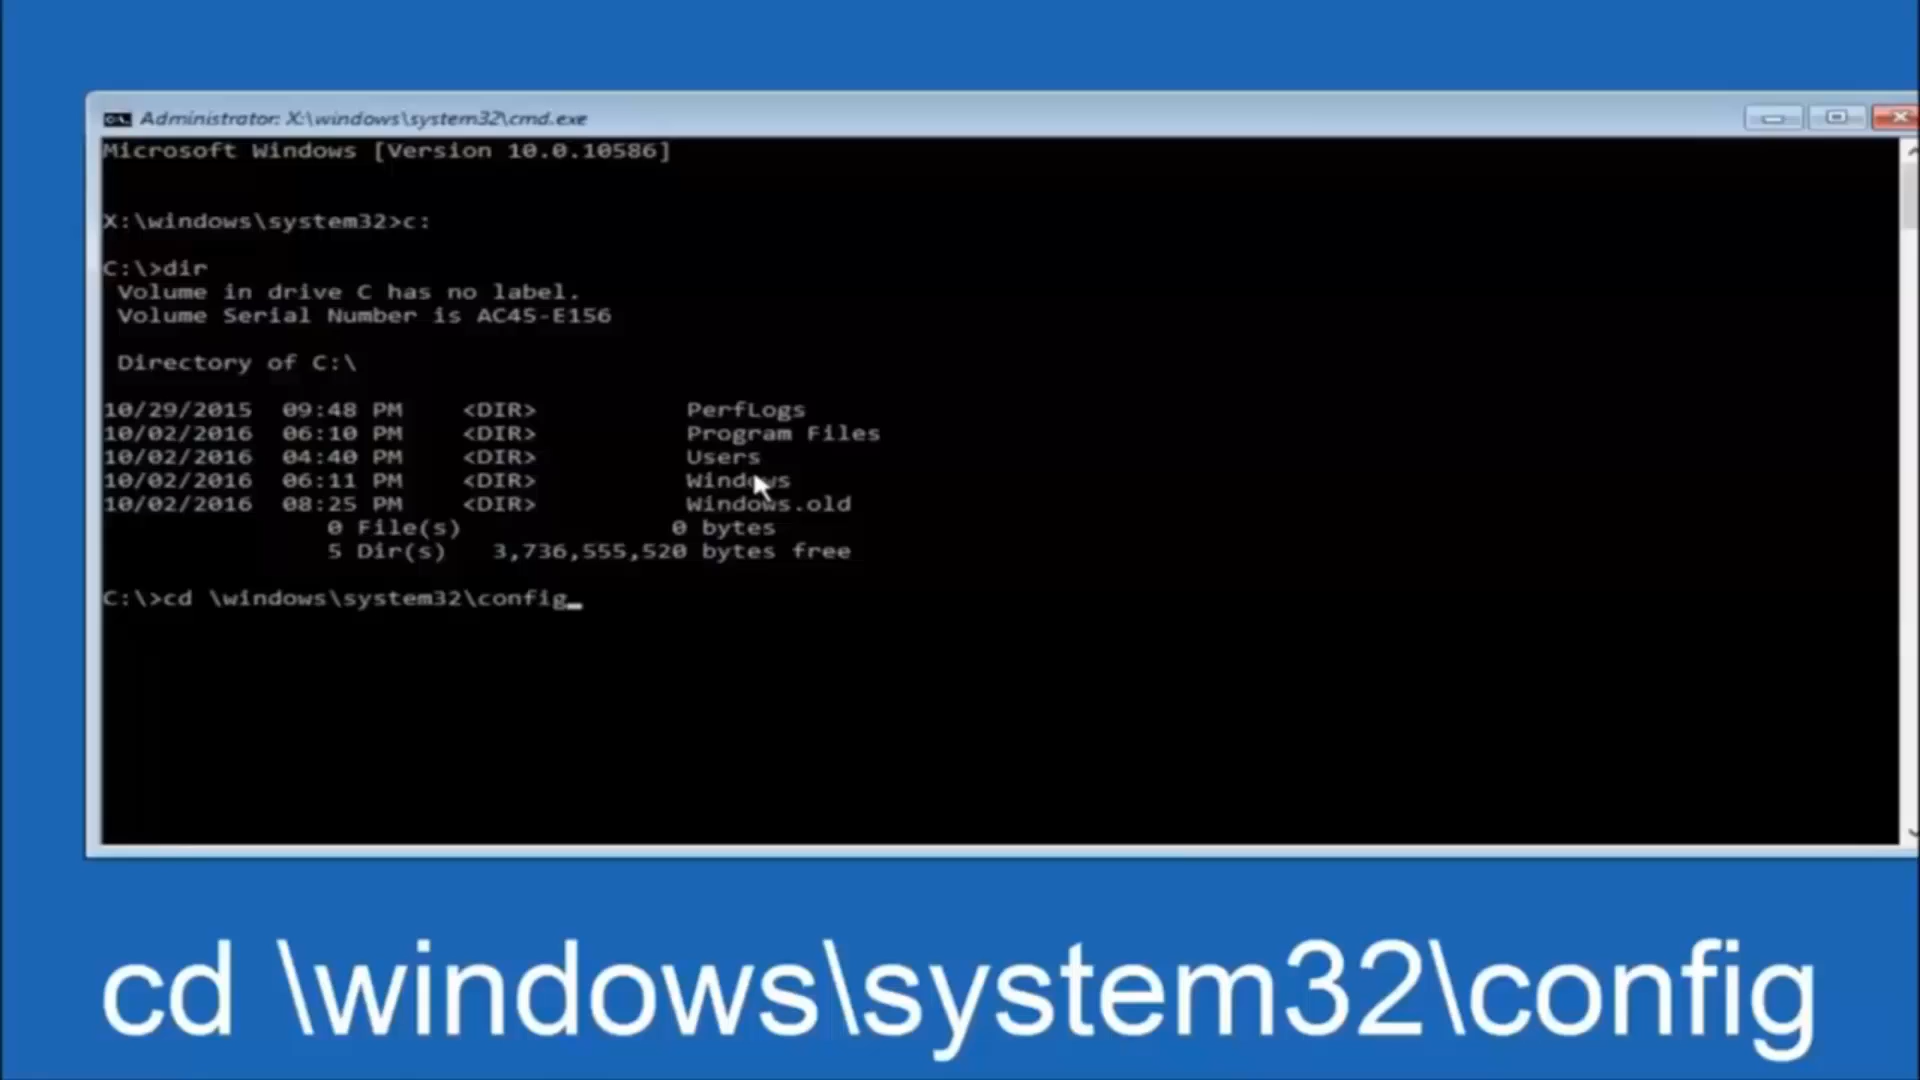 Administrator: X:\windows\system32\cmd.exe
Microsoft Windows [Version 10.0.10586]
X:\windows\system32>c:
C:\>dir
Volume in drive C has no label.
Volume Serial Number is AC45-E156
Directory of C:\
10/29/2015 09:48 PM <DIR> PerfLogs
10/02/2016 06:10 PM <DIR> Program Files
10/02/2016 04:40 PM <DIR> Users
10/02/2016 06:11 PM <DIR> Windows
10/02/2016 08:25 PM <DIR> Windows.old
0 File(s) 0 bytes
5 Dir(s) 3,736,555,520 bytes free
C:\>cd \windows\system32\config
cd \windows\system32\config